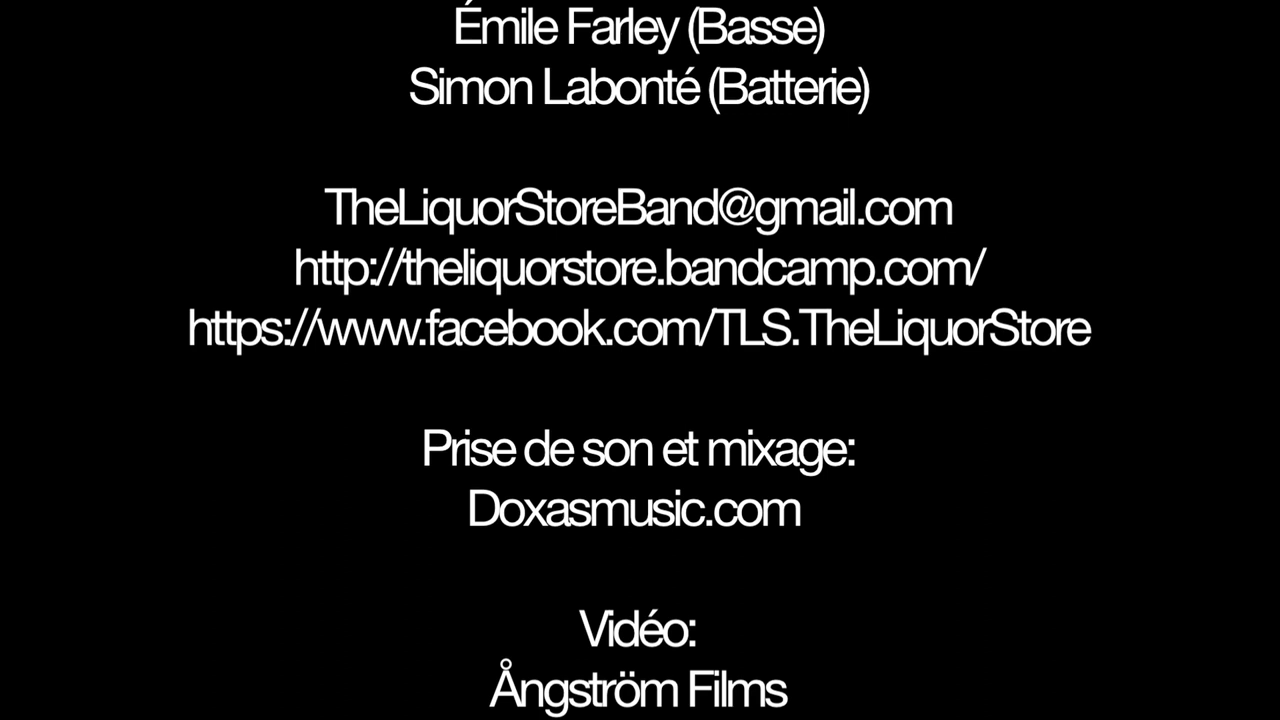 Émile Farley (Basse)
Simon Labonté (Batterie)
TheLiquorStoreBand@gmail.com
http://theliquorstore.bandcamp.com/
https://www.facebook.com/TLS.TheLiquorStore
Prise de son et mixage:
Doxasmusic.com
Vidéo:
Ångström Films